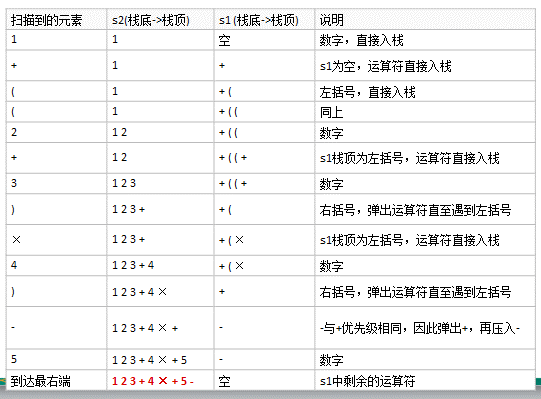 扫描到的元素 s2(栈底->栈顶) s1 (栈底->栈顶) 说明
1 1 空 数字，直接入栈
+ 1 + s1为空，运算符直接入栈
( 1 + ( 左括号，直接入栈
( 1 + ( ( 同上
2 1 2 + ( ( 数字
+ 1 2 + ( ( + s1栈顶为左括号，运算符直接入栈
3 1 2 3 + ( ( + 数字
) 1 2 3 + + ( 右括号，弹出运算符直至遇到左括号
× 1 2 3 + + ( × s1栈顶为左括号，运算符直接入栈
4 1 2 3 + 4 + ( × 数字
) 1 2 3 + 4 × + 右括号，弹出运算符直至遇到左括号
- 1 2 3 + 4 × + - -与+优先级相同，因此弹出+，再压入-
5 1 2 3 + 4 × + 5 - 数字
到达最右端 1 2 3 + 4 × + 5 - 空 s1中剩余的运算符